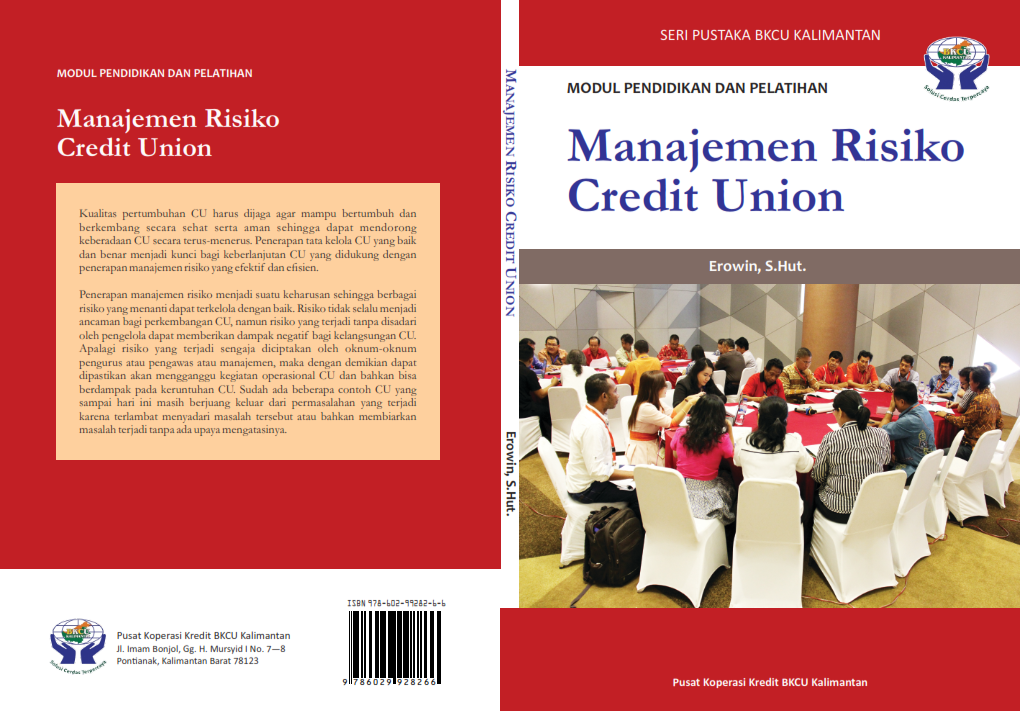 MODUL PENDIDIKAN DAN PELATIHAN
Manajemen Risiko
Credit Union
Kualitas pertumbuhan CU harus dijaga agar mampu bertumbuh dan
berkembang secara sehat serta aman sehingga dapat mendorong
keberadaan CU secara terus-menerus. Penerapan tata kelola CU yang baik
dan benar menjadi kunci bagi keberlanjutan CU yang didukung dengan
penerapan manajemen risiko yang efektif dan efisien.
Penerapan manajemen risiko menjadi suatu keharusan sehingga berbagai
risiko yang menanti dapat terkelola dengan baik. Risiko tidak selalu menjadi
ancaman bagi perkembangan CU, namun risiko yang terjadi tanpa disadari
oleh pengelola dapat memberikan dampak negatif bagi kelangsungan CU.
Apalagi risiko yang terjadi sengaja diciptakan oleh oknum-oknum
pengurus atau pengawas atau manajemen, maka dengan demikian dapat
dipastikan akan mengganggu kegiatan operasional CU dan bahkan bisa
berdampak pada keruntuhan CU. Sudah ada beberapa contoh CU yang
sampai hari ini masih berjuang keluar dari permasalahan yang terjadi
karena terlambat menyadari masalah tersebut atau bahkan membiarkan
masalah terjadi tanpa ada upaya mengatasinya.
BKCU
KALIMANTAN
Solusi Cerdas Terpercaya
Pusat Koperasi Kredit BKCU Kalimantan
Jl. Imam Bonjol, Gg. H. Mursyid I No. 7—8
Pontianak, Kalimantan Barat 78123
ISBN 978-602-99282-6-6
9 786029 928266
MANAJEMEN RISIKO CREDIT UNION
Erowin, S.Hut.
SERI PUSTAKA BKCU KALIMANTAN
BKCU
KALIMANTAN
Solusi Cerdas Terpercaya
MODUL PENDIDIKAN DAN PELATIHAN
Manajemen Risiko
Credit Union
Erowin, S.Hut.
Pusat Koperasi Kredit BKCU Kalimantan